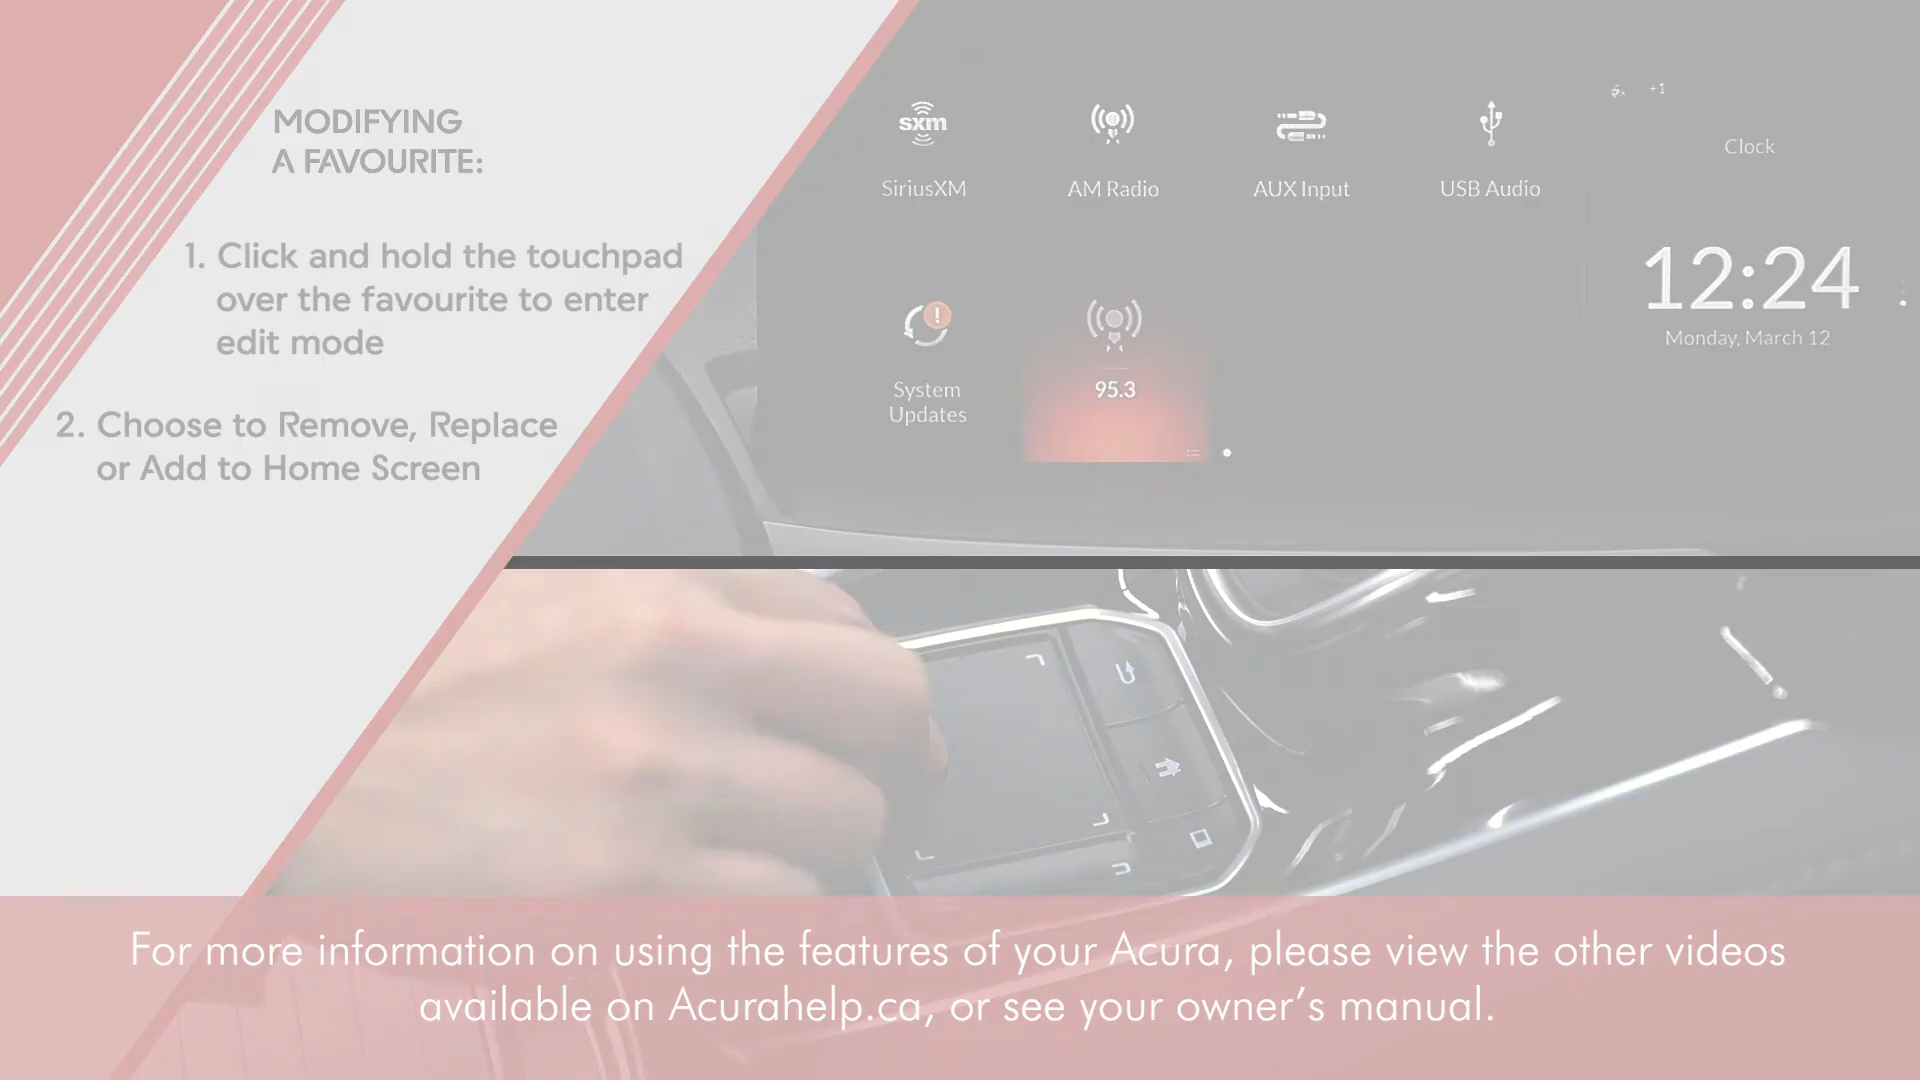 MODIFYING
A FAVOURITE:
1. Click and hold the touchpad
over the favourite to enter
edit mode
2. Choose to Remove, Replace
or Add to Home Screen
sxm
SiriusXM
AM Radio
AUX Input
USB Audio
+1
Clock
12:24
Monday, March 12
System
Updates
95.3
For more information on using the features of your Acura, please view the other videos
available on Acurahelp.ca, or see your owner's manual.